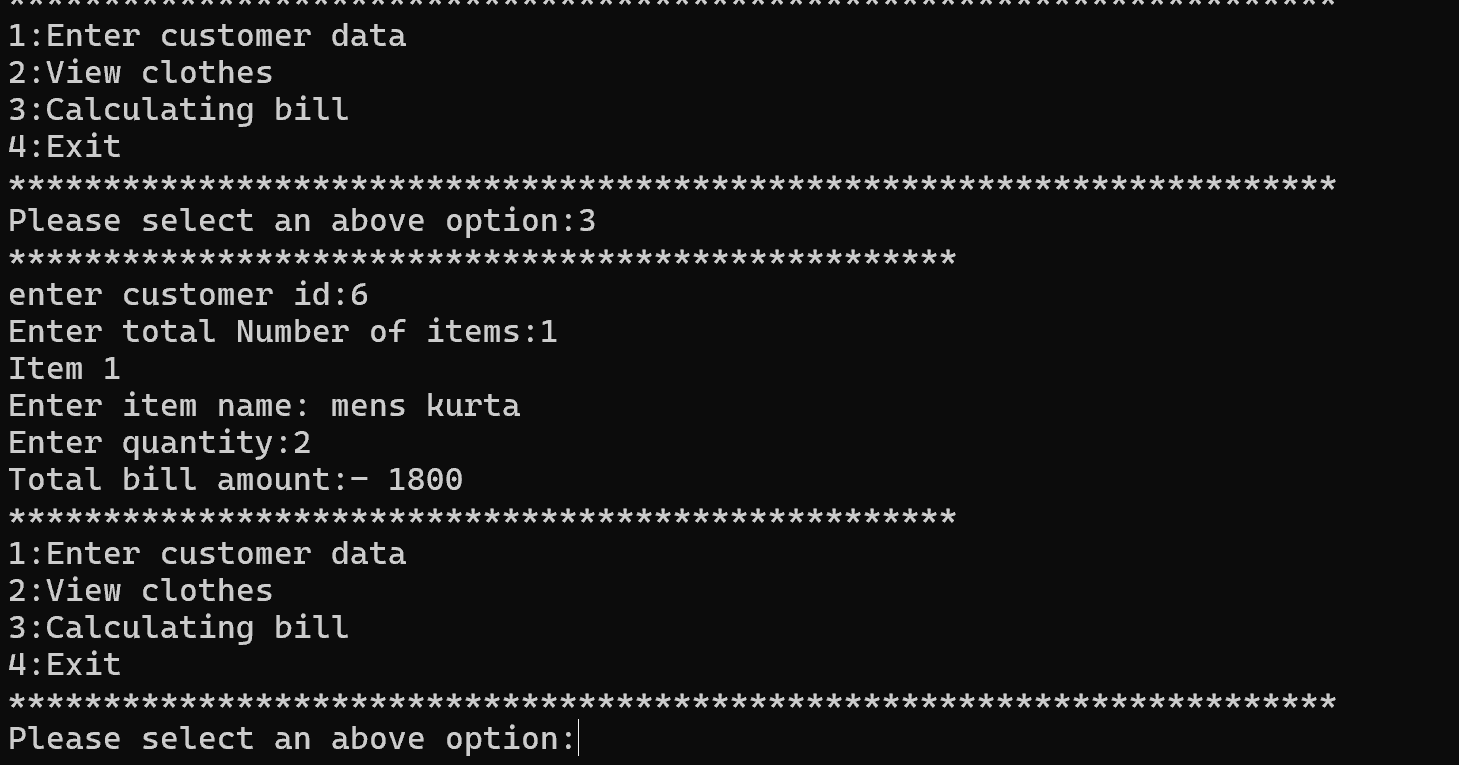 **********************************************************************
1:Enter customer data
2:View clothes
3:Calculating bill
4:Exit
**********************************************************************
Please select an above option:3
**************************************************
enter customer id:6
Enter total Number of items:1
Item 1
Enter item name: mens kurta
Enter quantity:2
Total bill amount:- 1800
**************************************************
1:Enter customer data
2:View clothes
3:Calculating bill
4:Exit
**********************************************************************
Please select an above option: